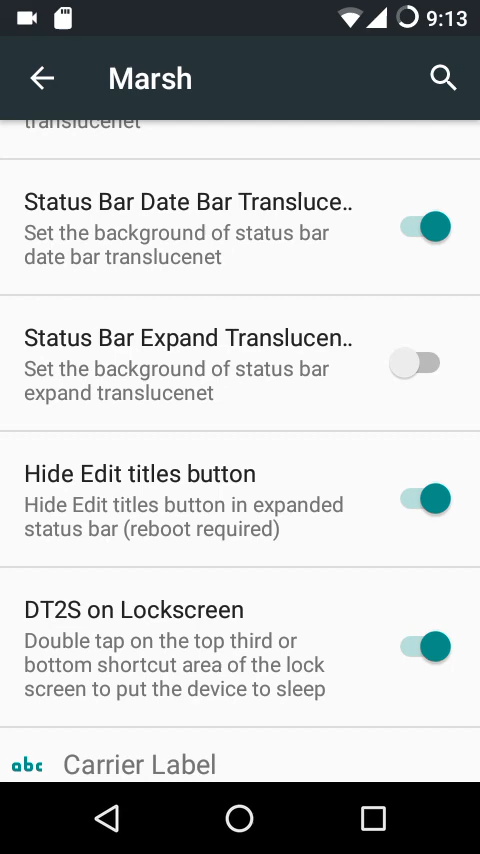 9:13
Marsh
translucenet
Status Bar Date Bar Transluce..
Set the background of status bar
date bar translucenet
Status Bar Expand Translucen..
Set the background of status bar
expand translucenet
Hide Edit titles button
Hide Edit titles button in expanded
status bar (reboot required)
DT2S on Lockscreen
Double tap on the top third or
bottom shortcut area of the lock
screen to put the device to sleep
abc Carrier Label